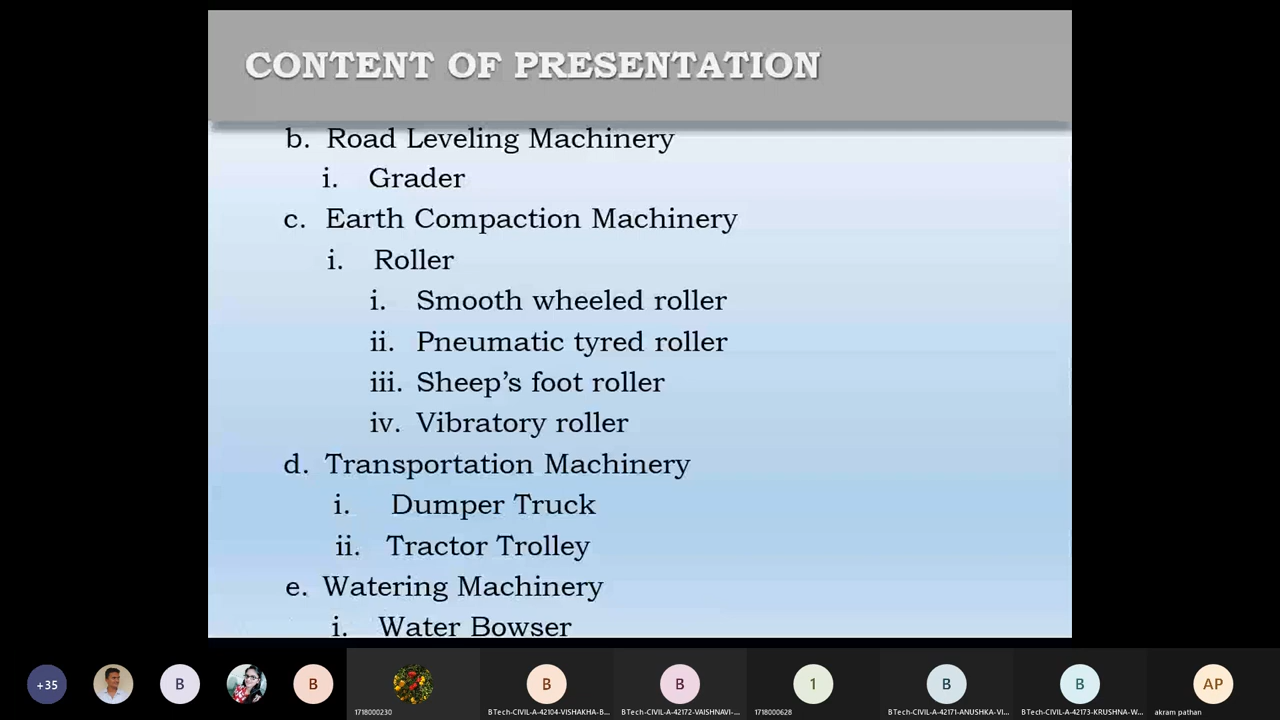 CONTENT OF PRESENTATION
b. Road Leveling Machinery
i. Grader
c. Earth Compaction Machinery
i. Roller
i. Smooth wheeled roller
ii. Pneumatic tyred roller
iii. Sheep’s foot roller
iv. Vibratory roller
d. Transportation Machinery
i. Dumper Truck
ii. Tractor Trolley
e. Watering Machinery
i. Water Bowser
+35
B
B
B
B
1
B
B
AP
1718000230
BTech-CIVIL-A-42104-VISHAKHA-B...
BTech-CIVIL-A-42172-VAISHNAVI-...
1718000628
BTech-CIVIL-A-42171-ANUSHKA-VI...
BTech-CIVIL-A-42173-KRUSHNA-W...
akram pathan